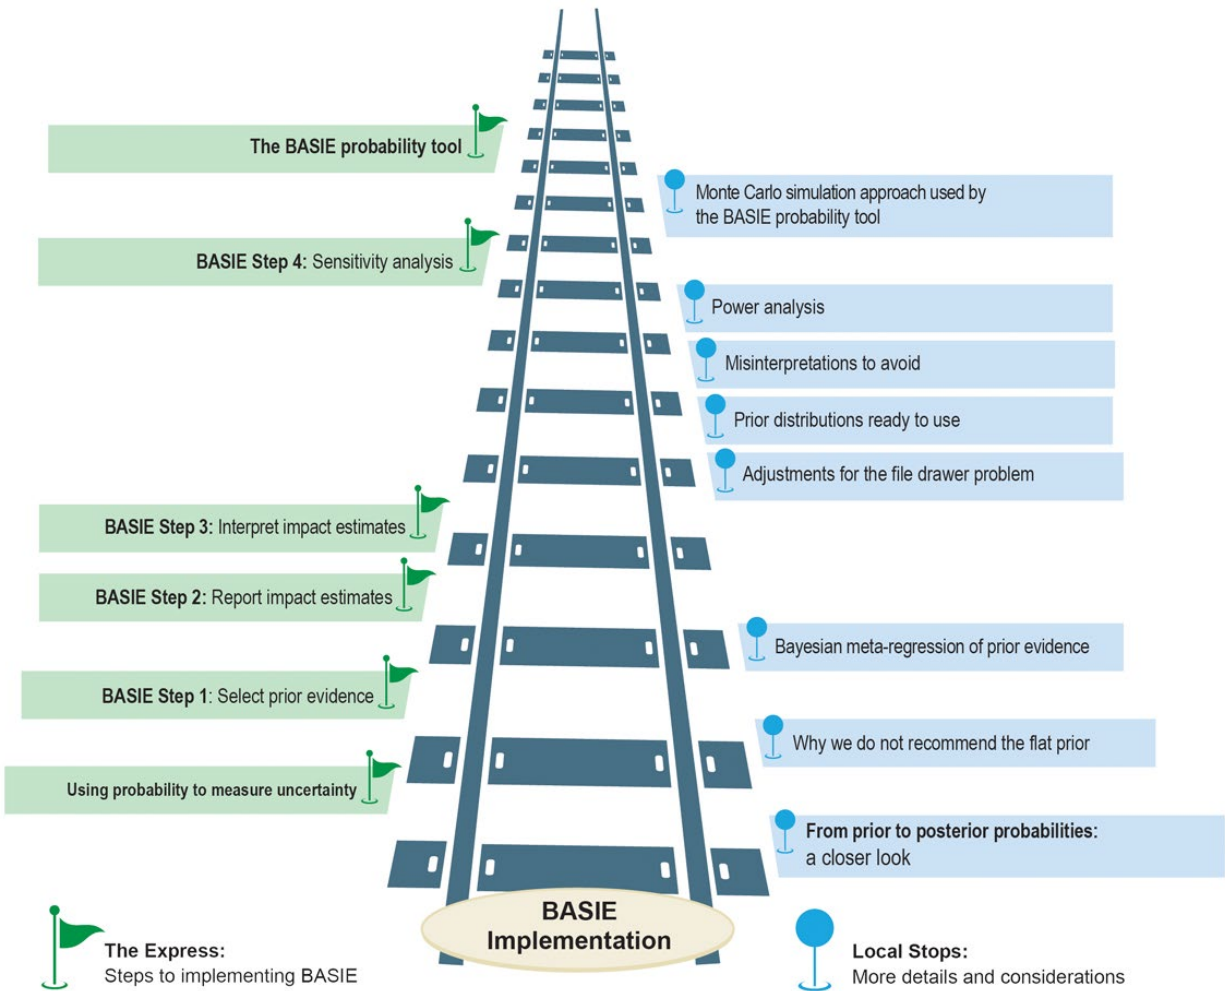 The BASIE probability tool
Monte Carlo simulation approach used by
the BASIE probability tool
BASIE Step 4: Sensitivity analysis
Power analysis
Misinterpretations to avoid
Prior distributions ready to use
Adjustments for the file drawer problem
BASIE Step 3: Interpret impact estimates
BASIE Step 2: Report impact estimates
Bayesian meta-regression of prior evidence
BASIE Step 1: Select prior evidence
Why we do not recommend the flat prior
Using probability to measure uncertainty
From prior to posterior probabilities:
a closer look
BASIE
Implementation
The Express:
Steps to implementing BASIE
Local Stops:
More details and considerations